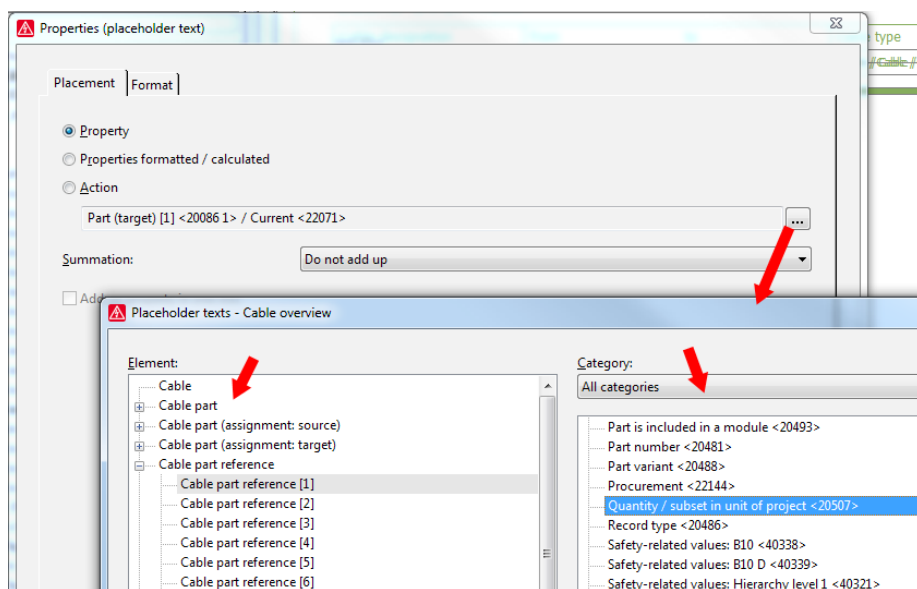 Properties (placeholder text)
type
Placement
Format
Property
Properties formatted / calculated
Action
Part (target) [1] <20086 1> / Current <22071>
...
Summation:
Do not add up
Add
Placeholder texts - Cable overview
Element:
Category:
Cable
All categories
Cable part
Cable part (assignment: source)
Part is included in a module <20493>
Cable part (assignment: target)
Part number <20481>
Cable part reference
Part variant <20488>
Cable part reference [1]
Procurement <22144>
Cable part reference [2]
Quantity / subset in unit of project <20507>
Cable part reference [3]
Record type <20486>
Cable part reference [4]
Safety-related values: B10 <40338>
Cable part reference [5]
Safety-related values: B10 D <40339>
Cable part reference [6]
Safety-related values: Hierarchy level 1 <40321>